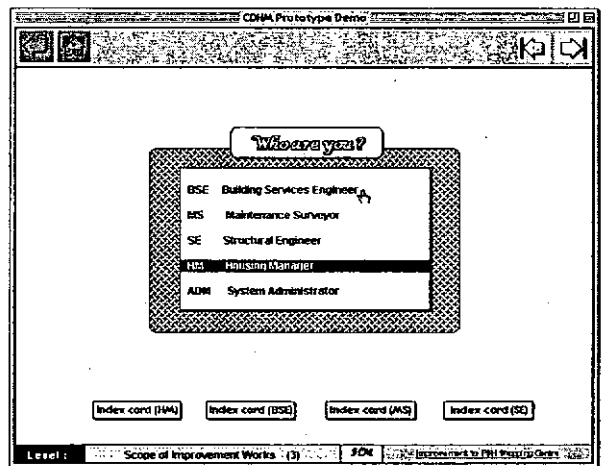 CDHM Prototype Demo
Who are you?
BSE Building Services Engineer
MS Maintenance Surveyor
SE Structural Engineer
HM Housing Manager
ADM System Administrator
Index card (HM) Index card (BSE) Index card (MS) Index card (SE)
Level : Scope of Improvement Works (3) Improvement to